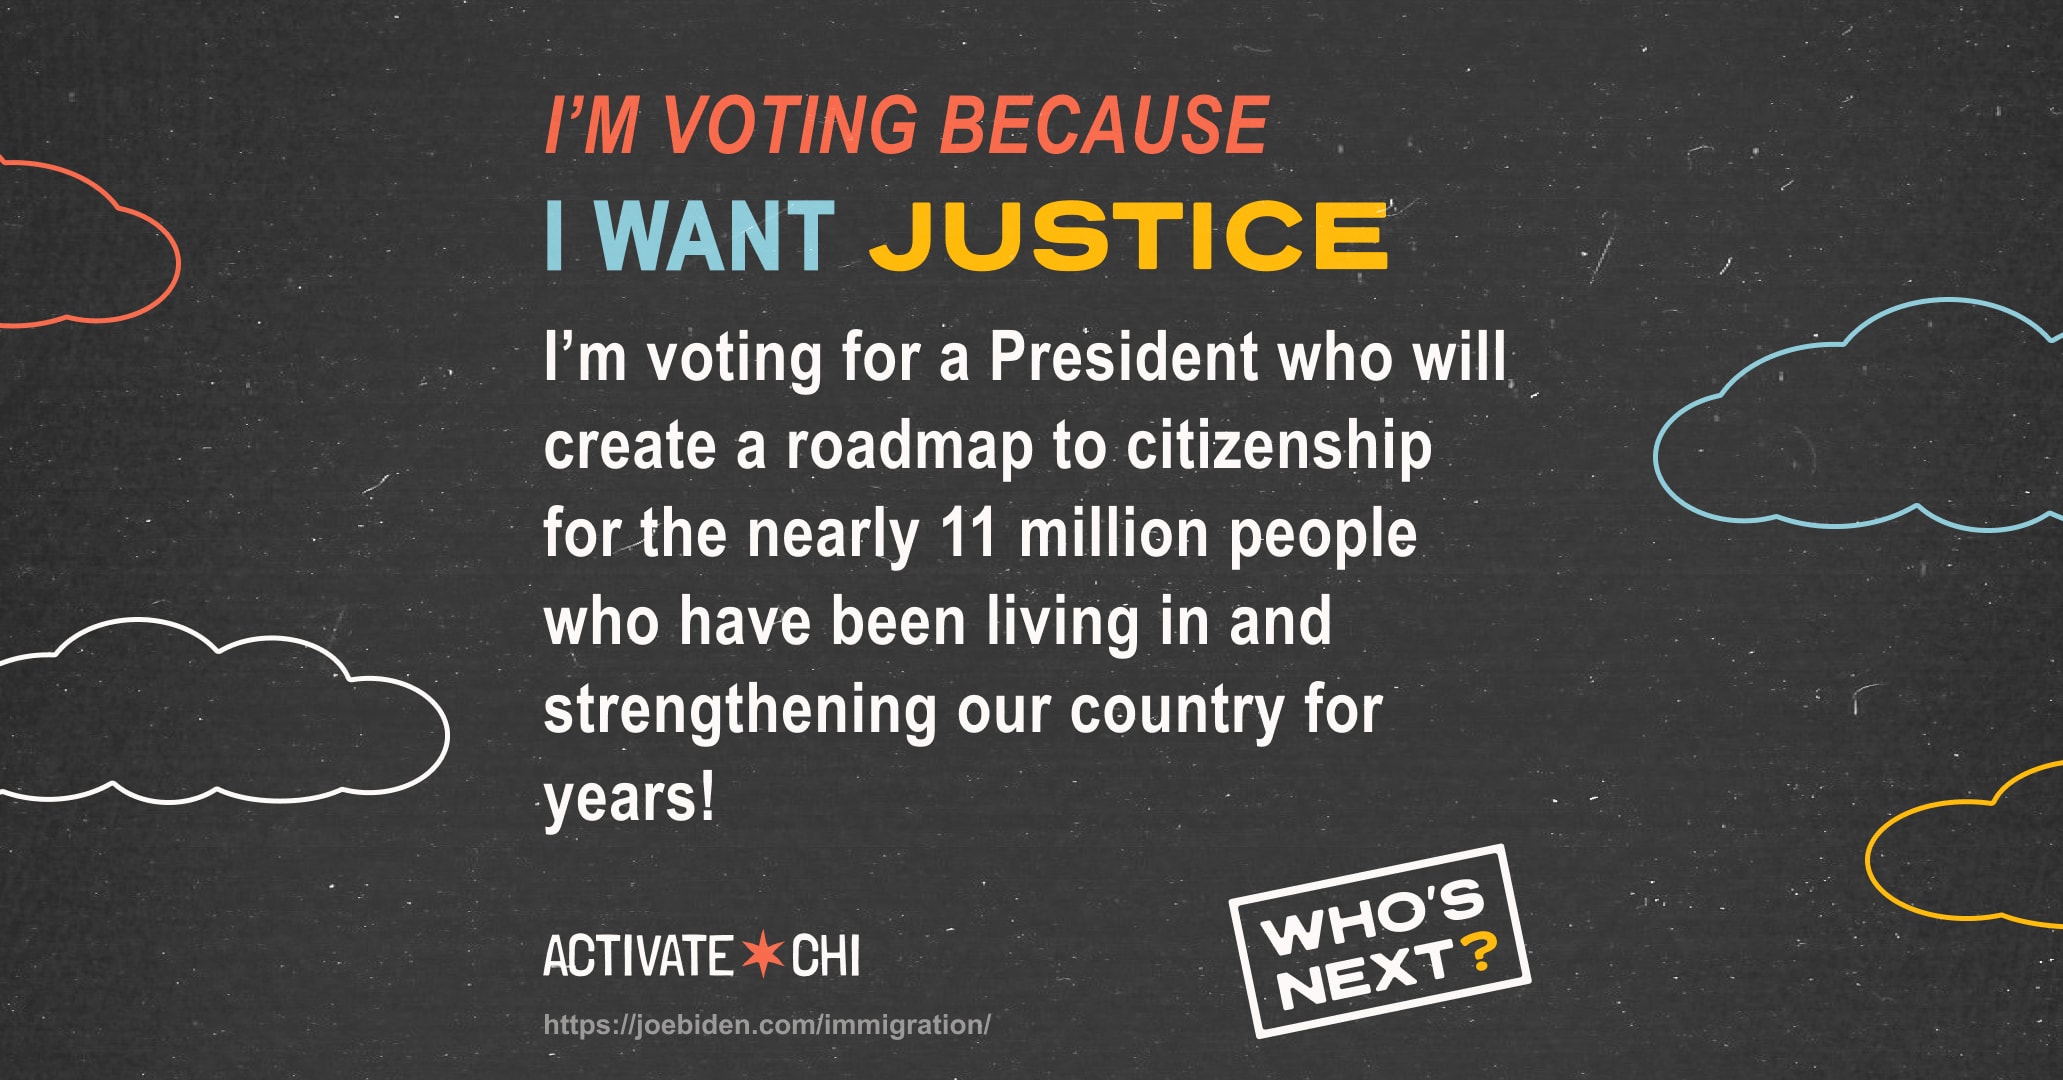 I’M VOTING BECAUSE
I WANT JUSTICE
I’m voting for a President who will
create a roadmap to citizenship
for the nearly 11 million people
who have been living in and
strengthening our country for
years!
ACTIVATE CHI
https://joebiden.com/immigration/
WHO’S
NEXT?